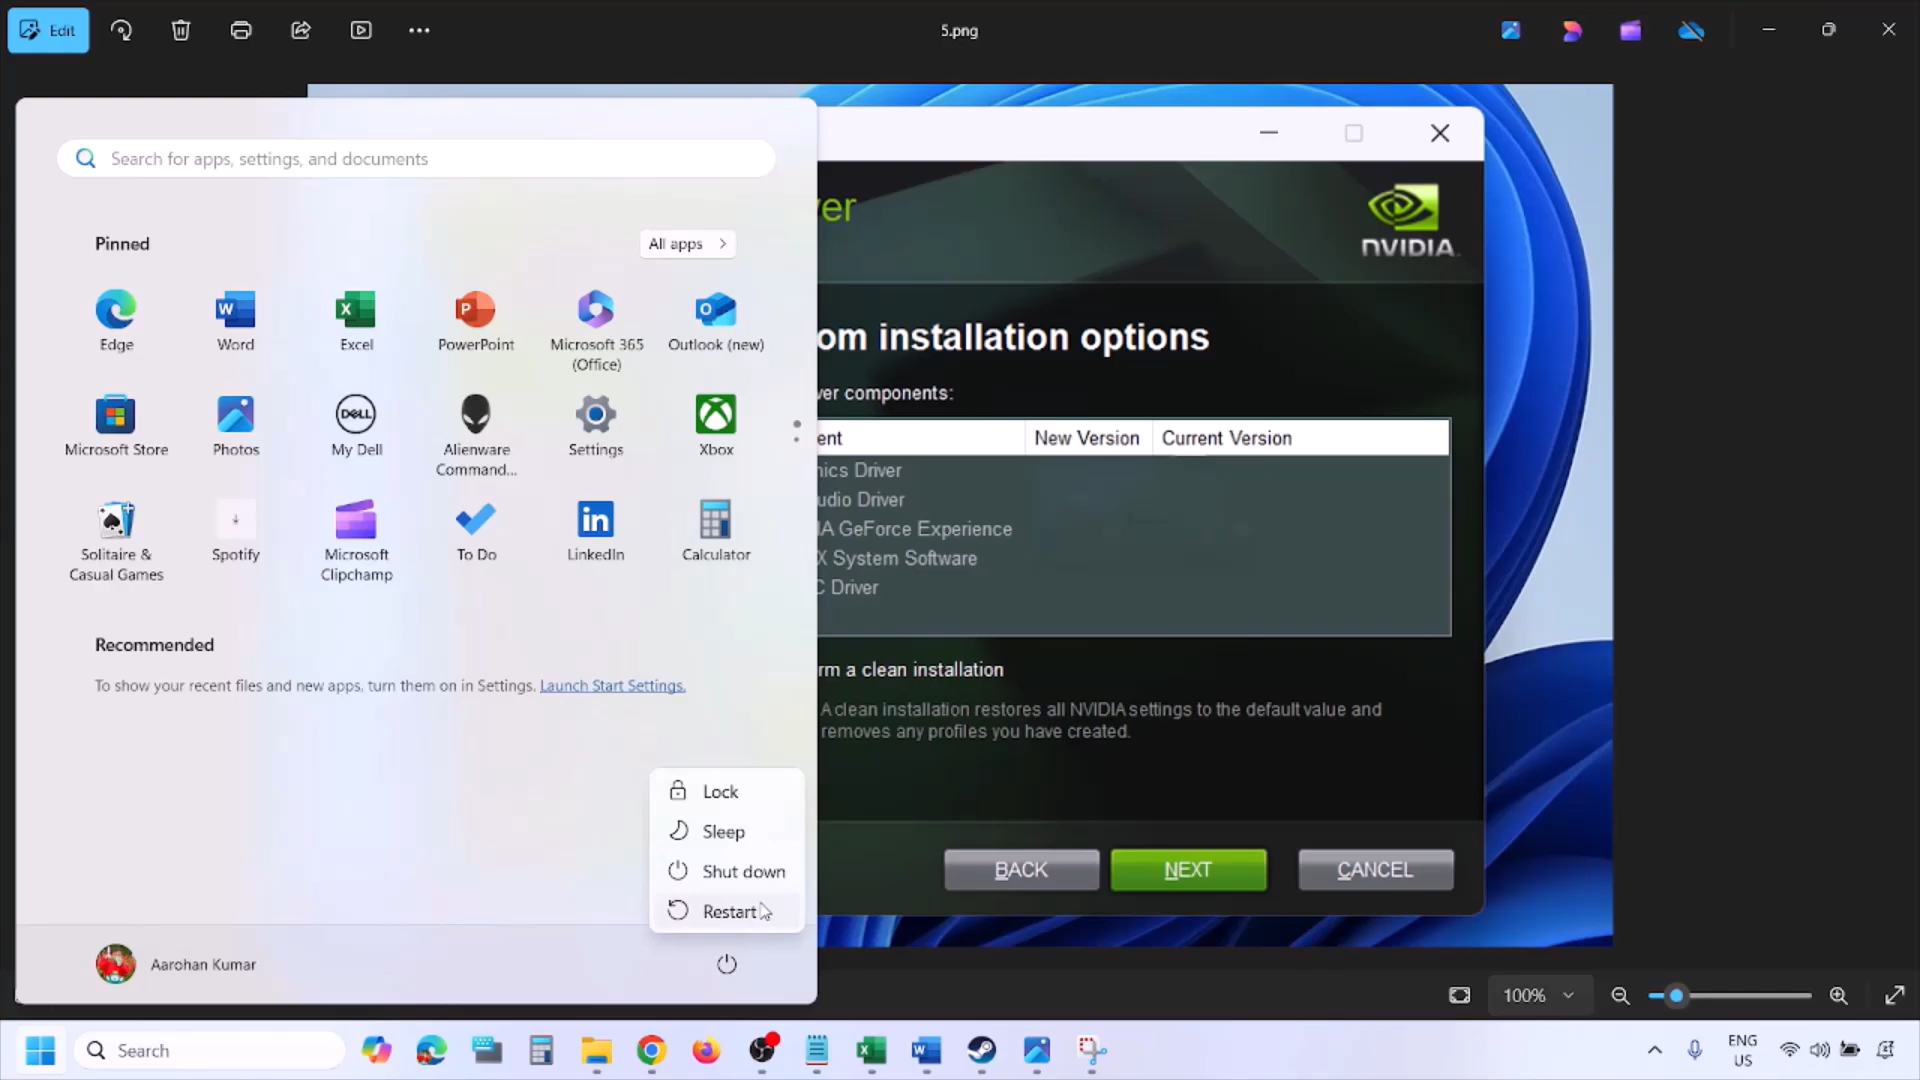 Edit
5.png
Search for apps, settings, and documents
Pinned
All apps
Edge
Word
Excel
PowerPoint
Microsoft 365
(Office)
Outlook (new)
Microsoft Store
Photos
My Dell
Alienware
Command...
Settings
Xbox
Solitaire &
Casual Games
Spotify
Microsoft
Clipchamp
To Do
LinkedIn
Calculator
Recommended
To show your recent files and new apps, turn them on in Settings. Launch Start Settings.
Lock
Sleep
Shut down
Restart
Aarohan Kumar
ver
NVIDIA
om installation options
ver components:
ent New Version Current Version
hics Driver
udio Driver
IA GeForce Experience
X System Software
C Driver
rm a clean installation
A clean installation restores all NVIDIA settings to the default value and
removes any profiles you have created.
BACK NEXT CANCEL
100%
Search
ENG
US